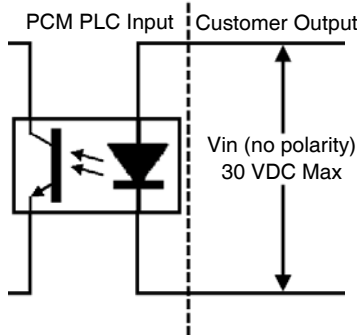 PCM PLC Input
Customer Output
Vin (no polarity)
30 VDC Max